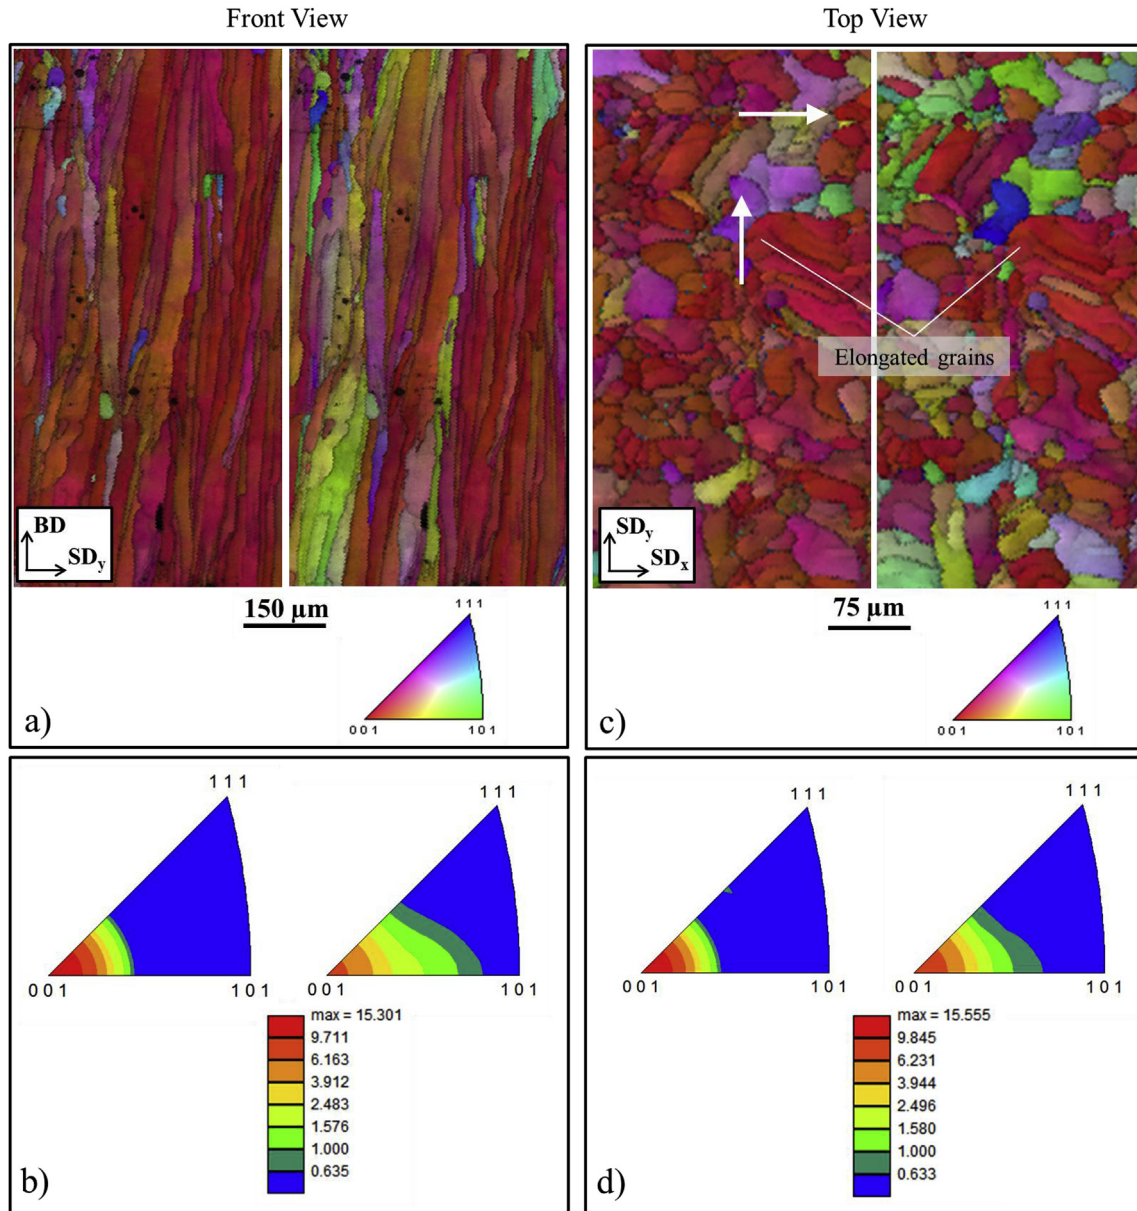 Front View
Top View
Elongated grains
BD
SDy
SDy
SDx
150 μm
75 μm
111
001
101
111
001
101
a)
c)
111
001
101
111
001
101
111
001
101
111
001
101
max = 15.301
9.711
6.163
3.912
2.483
1.576
1.000
0.635
max = 15.555
9.845
6.231
3.944
2.496
1.580
1.000
0.633
b)
d)